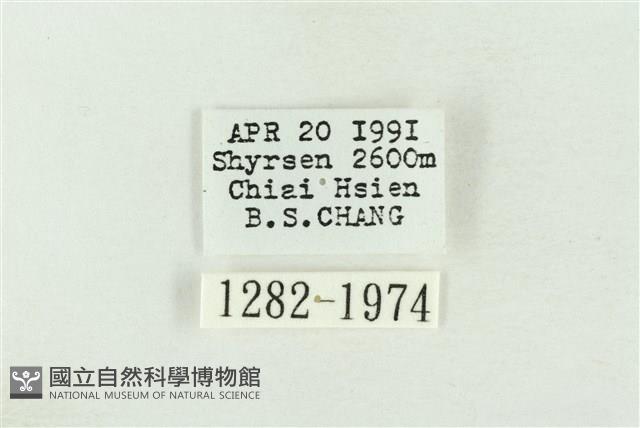 APR 20 I99I
Shyrsen 2600m
Chiai Hsien
B.S.CHANG
1282-1974
國立自然科學博物館
NATIONAL MUSEUM OF NATURAL SCIENCE